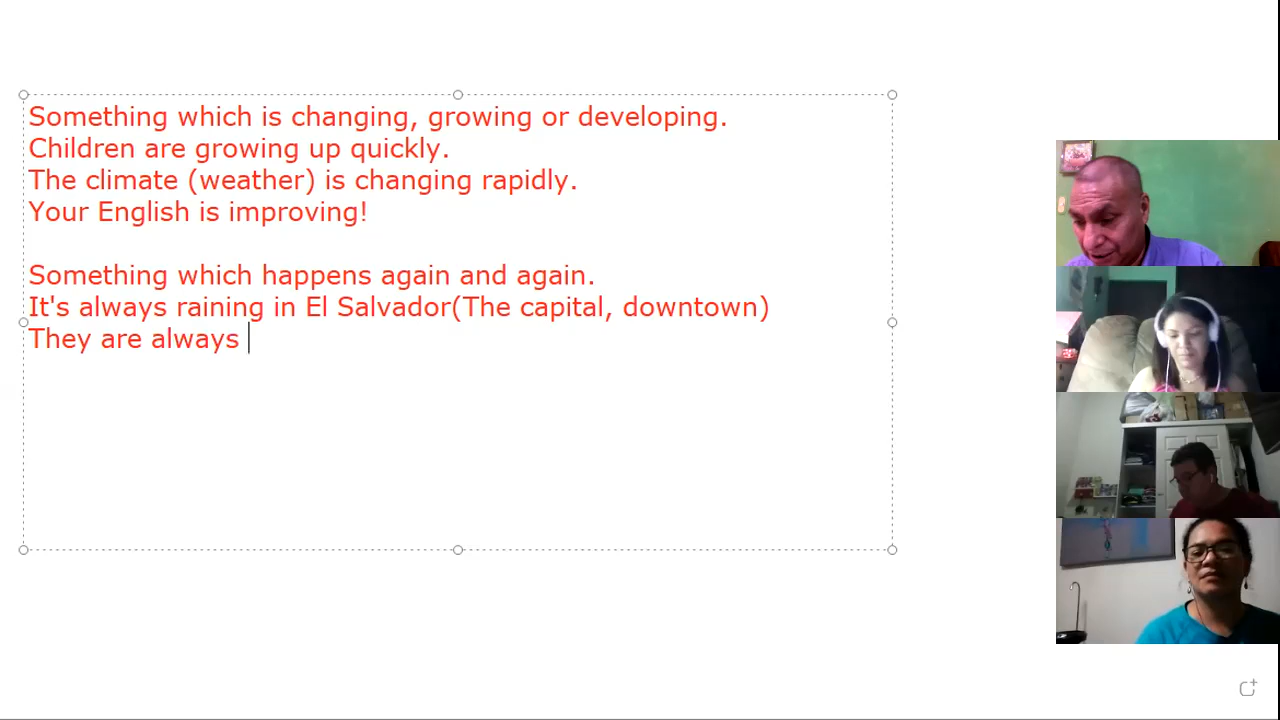 Something which is changing, growing or developing.
Children are growing up quickly.
The climate (weather) is changing rapidly.
Your English is improving!
Something which happens again and again.
It's always raining in El Salvador(The capital, downtown)
They are always